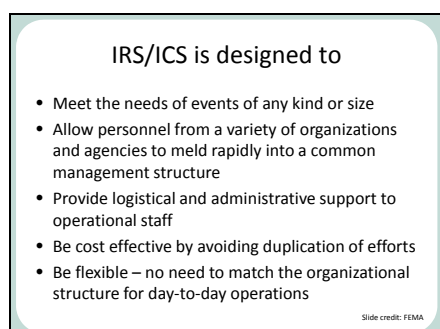 IRS/ICS is designed to
• Meet the needs of events of any kind or size
• Allow personnel from a variety of organizations
and agencies to meld rapidly into a common
management structure
• Provide logistical and administrative support to
operational staff
• Be cost effective by avoiding duplication of efforts
• Be flexible – no need to match the organizational
structure for day-to-day operations
Slide credit: FEMA